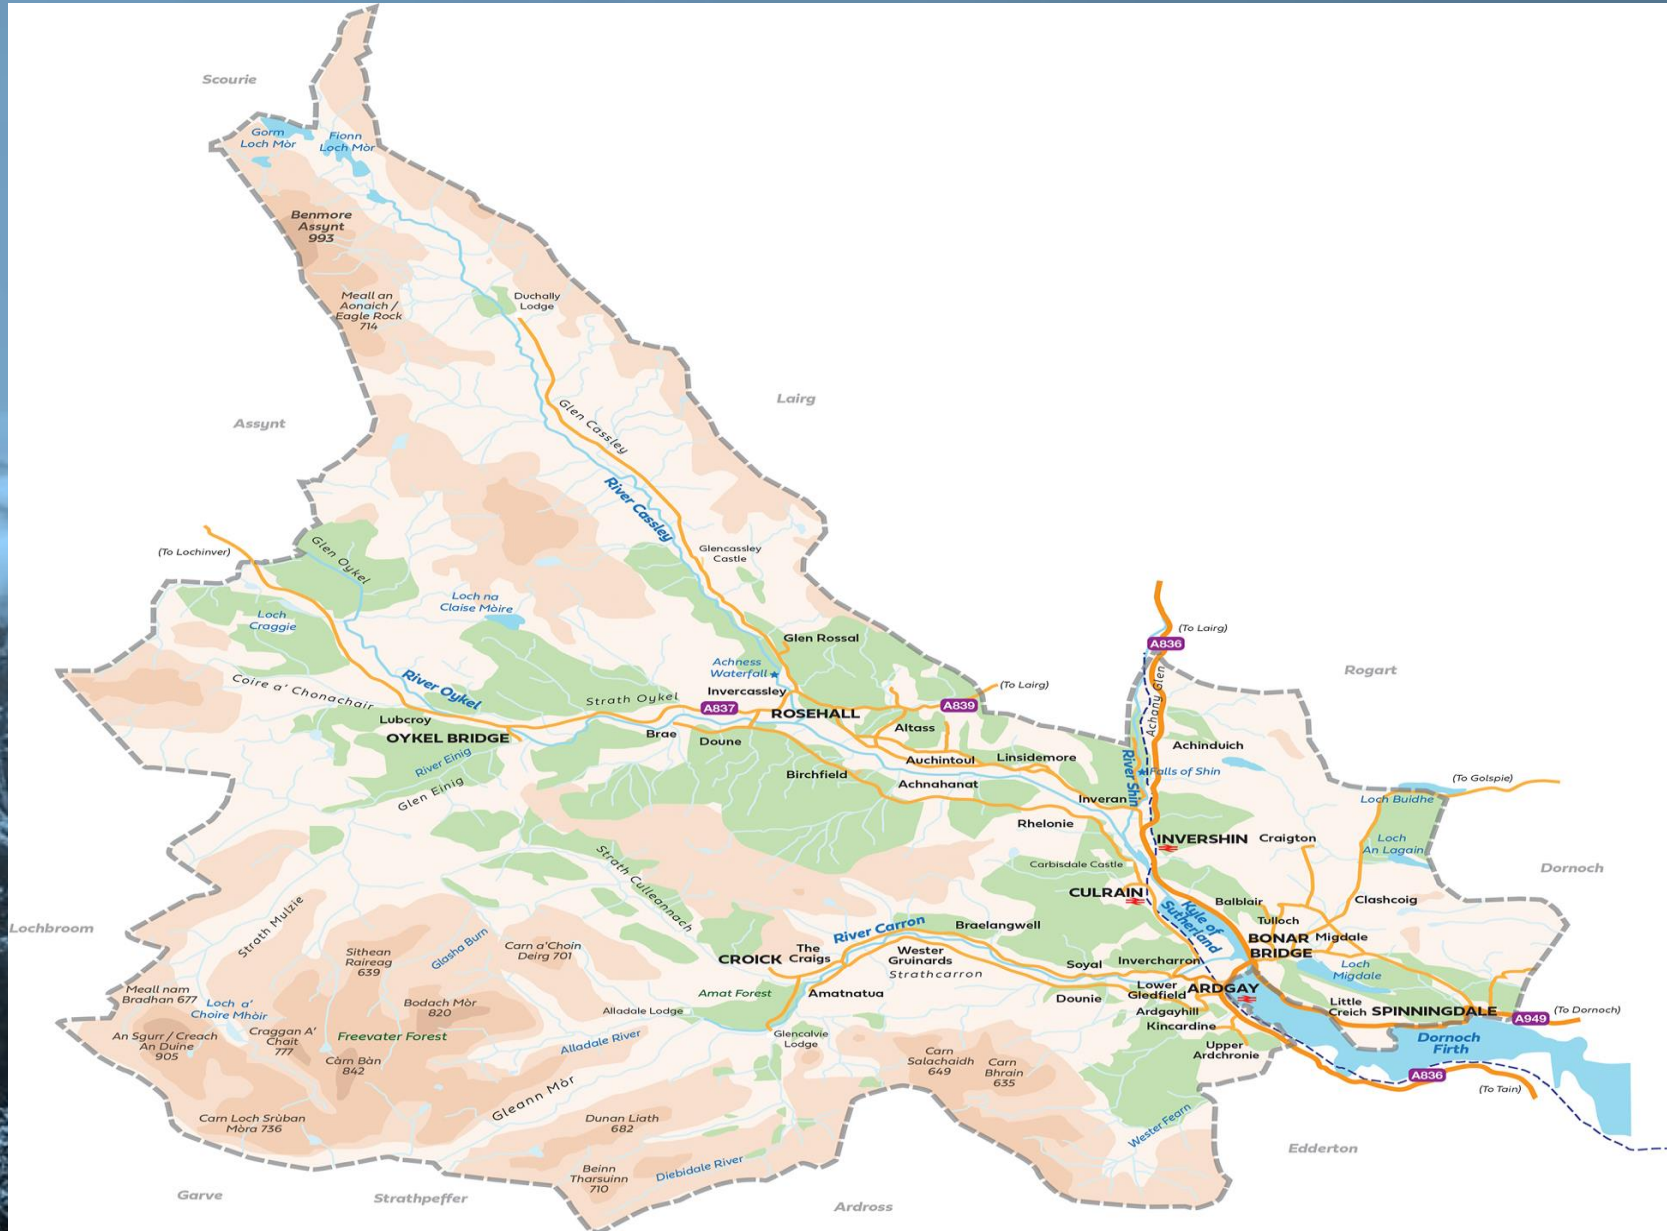 Scourie
Gorm
Loch Mòr
Fionn
Loch Mòr
Benmore
Assynt
993
Meall an
Aonaich /
Eagle Rock
714
Duchally
Lodge
Lairg
Assynt
Glen Cassley
River Cassley
(To Lochinver)
Glen Oykel
Glencassley
Castle
Loch na
Claise Mòire
Loch
Craggie
Glen Rossal
(To Lairg)
A836
Rogart
Achness
Waterfall
Coire a' Chonachair
River Oykel
Strath Oykel
Invercassley
(To Lairg)
A837
ROSEHALL
A839
Achany Glen
Lubcroy
OYKEL BRIDGE
Brae
Doune
Altass
Achinduich
River Einig
Glen Einig
Birchfield
Auchintoul
Linsidemore
Achnahanat
River Shin
Falls of Shin
(To Golspie)
Loch Buidhe
Inveran
Rhelonie
INVERSHIN
Craigton
Loch
An Lagain
Carbisdale Castle
Dornoch
Strath Culleannach
CULRAIN
Kyle of
Sutherland
Balblair
Clashcoig
Tulloch
Lochbroom
Strath Mulzie
Sithean
Raireag
639
Glasha Burn
Carn a'Choin
Deirg 701
River Carron
Braelangwell
BONAR
BRIDGE
Migdale
CROICK
The
Craigs
Wester
Gruinards
Strathcarron
Soyal
Invercharron
Loch
Migdale
Meall nam
Bradhan 677
Loch a'
Choire Mhòir
Bodach Mòr
820
Amat Forest
Amatnatua
Dounie
Lower
Gledfield
ARDGAY
Little
Creich
SPINNINGDALE
(To Dornoch)
A949
An Sgurr / Creach
An Duine
905
Craggan A'
Chait
777
Freevater Forest
Alladale Lodge
Ardgayhill
Kincardine
Càrn Bàn
842
Alladale River
Glencalvie
Lodge
Upper
Ardchronie
Dornoch
Firth
Carn
Salachaidh
649
Carn
Bhrain
635
A836
(To Tain)
Gleann Mòr
Carn Loch Srùban
Mòra 736
Dunan Liath
682
Wester Fearn
Edderton
Beinn
Tharsuinn
710
Diebidale River
Garve
Strathpeffer
Ardross